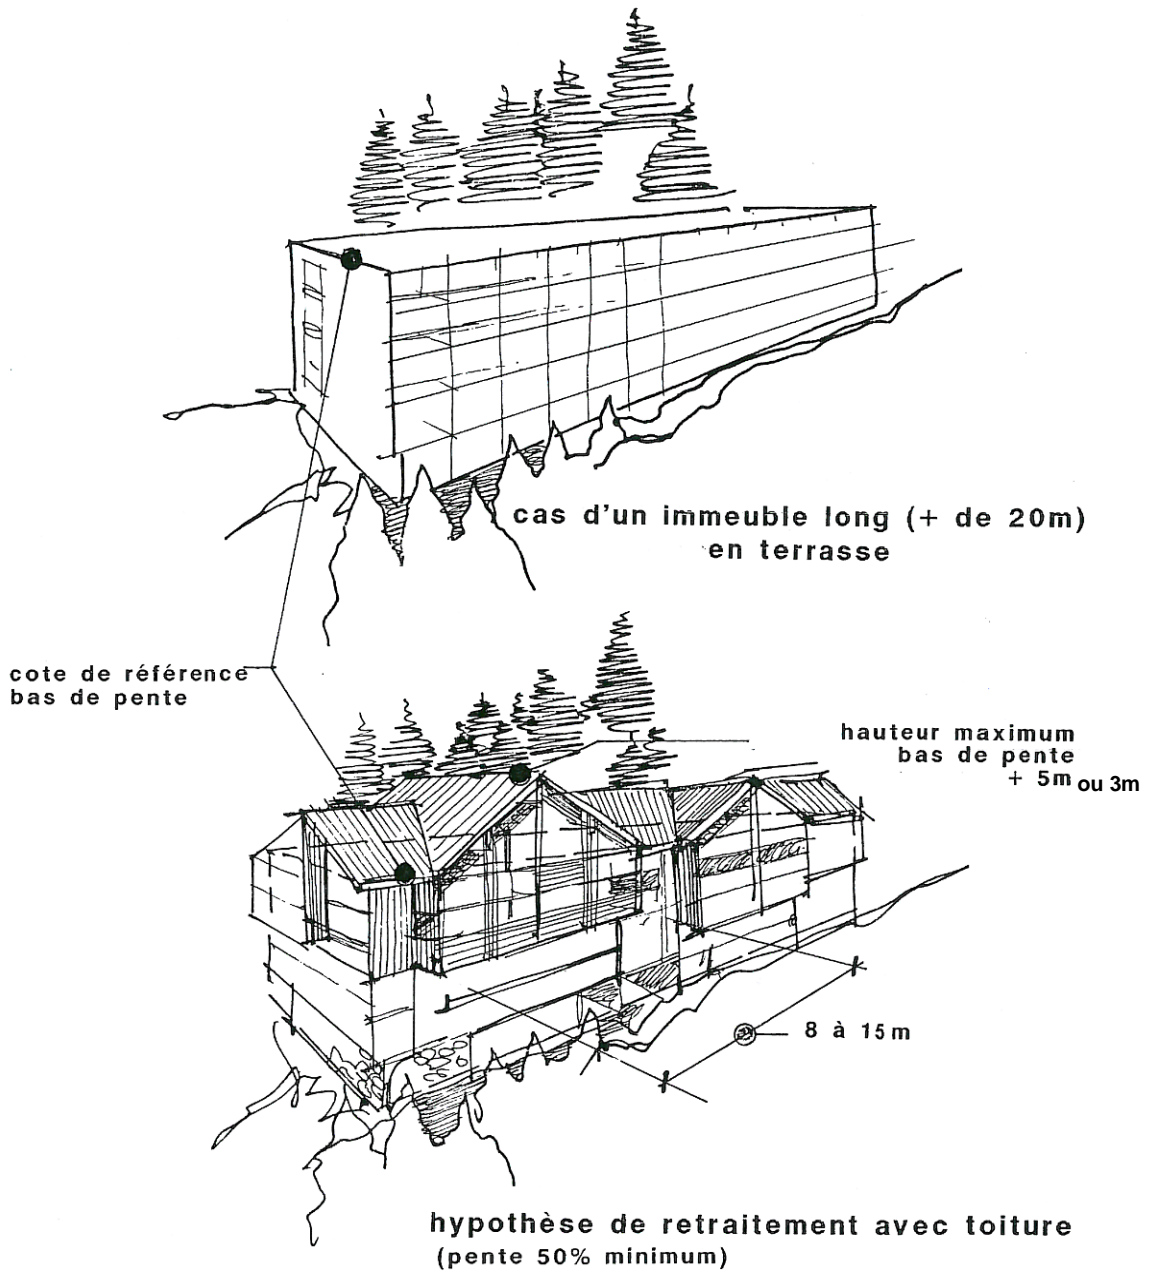 cas d'un immeuble long (+ de 20m)
en terrasse
cote de référence
bas de pente
hauteur maximum
bas de pente
+ 5m ou 3m
8 à 15m
hypothèse de retraitement avec toiture
(pente 50% minimum)